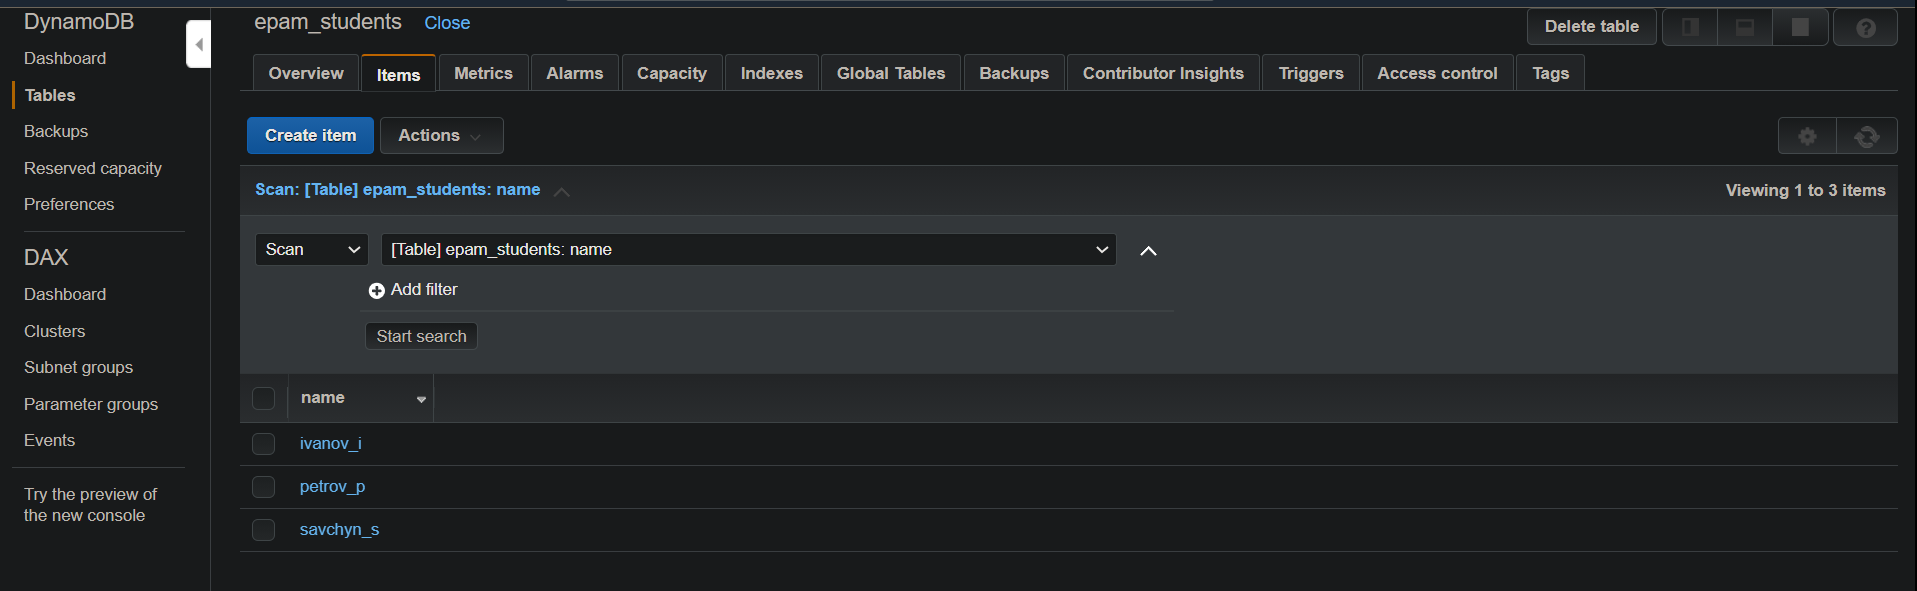 DynamoDB
Dashboard
Tables
Backups
Reserved capacity
Preferences
DAX
Dashboard
Clusters
Subnet groups
Parameter groups
Events
Try the preview of
the new console
epam_students Close
Delete table
Overview Items Metrics Alarms Capacity Indexes Global Tables Backups Contributor Insights Triggers Access control Tags
Create item Actions
Scan: [Table] epam_students: name
Viewing 1 to 3 items
Scan [Table] epam_students: name
Add filter
Start search
name
ivanov_i
petrov_p
savchyn_s